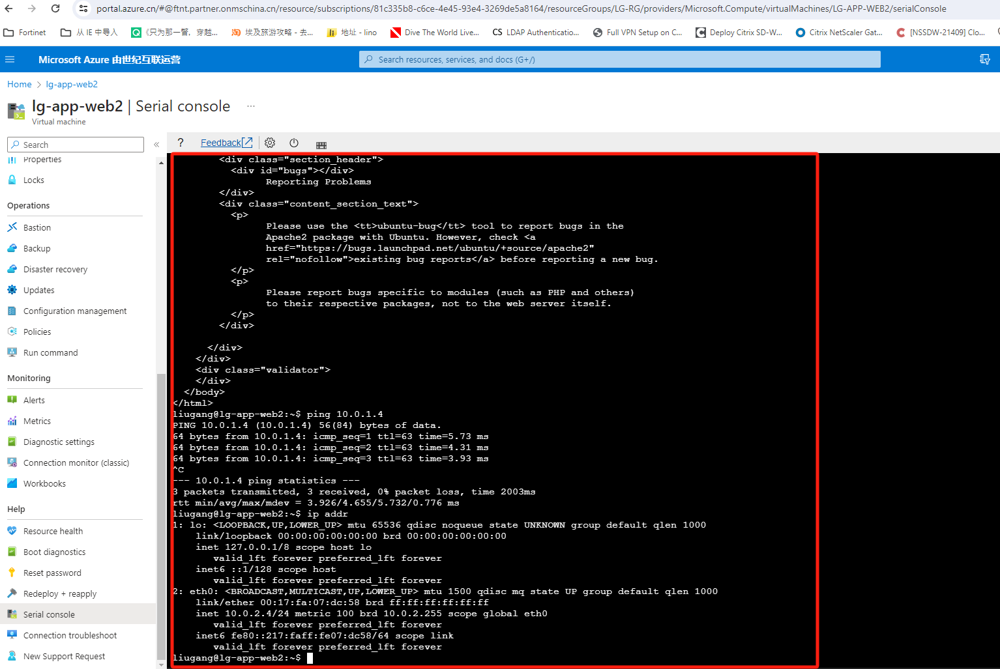 portal.azure.cn/#@ftnt.partner.onmschina.cn/resource/subscriptions/81c335b8-c6ce-4e45-93e4-3269de5a8164/resourceGroups/LG-RG/providers/Microsoft.Compute/virtualMachines/LG-APP-WEB2/serialConsole
Fortinet 从 IE 中导入 《只为那一瞥，穿越... 埃及旅游攻略 - 去... 地址 - lino Dive The World Live... CS LDAP Authenticatio... Full VPN Setup on C... Deploy Citrix SD-W... Citrix NetScaler Gat... [NSSDW-21409] Clo...
Microsoft Azure 由世纪互联运营
Search resources, services, and docs (G+/)
Home > lg-app-web2
lg-app-web2 | Serial console ...
Virtual machine
Search «
? Feedback
Properties
Locks
Operations
Bastion
Backup
Disaster recovery
Updates
Configuration management
Policies
Run command
Monitoring
Alerts
Metrics
Diagnostic settings
Connection monitor (classic)
Workbooks
Help
Resource health
Boot diagnostics
Reset password
Redeploy + reapply
Serial console
Connection troubleshoot
New Support Request
<div class="section_header">
<div id="bugs"></div>
Reporting Problems
</div>
<div class="content_section_text">
<p>
Please use the <tt>ubuntu-bug</tt> tool to report bugs in the
Apache2 package with Ubuntu. However, check <a
href="https://bugs.launchpad.net/ubuntu/+source/apache2"
rel="nofollow">existing bug reports</a> before reporting a new bug.
</p>
<p>
Please report bugs specific to modules (such as PHP and others)
to their respective packages, not to the web server itself.
</p>
</div>
</div>
</div>
<div class="validator">
</div>
</body>
</html>
liugang@lg-app-web2:~$ ping 10.0.1.4
PING 10.0.1.4 (10.0.1.4) 56(84) bytes of data.
64 bytes from 10.0.1.4: icmp_seq=1 ttl=63 time=5.73 ms
64 bytes from 10.0.1.4: icmp_seq=2 ttl=63 time=4.31 ms
64 bytes from 10.0.1.4: icmp_seq=3 ttl=63 time=3.93 ms
^C
--- 10.0.1.4 ping statistics ---
3 packets transmitted, 3 received, 0% packet loss, time 2003ms
rtt min/avg/max/mdev = 3.926/4.655/5.732/0.776 ms
liugang@lg-app-web2:~$ ip addr
1: lo: <LOOPBACK,UP,LOWER_UP> mtu 65536 qdisc noqueue state UNKNOWN group default qlen 1000
link/loopback 00:00:00:00:00:00 brd 00:00:00:00:00:00
inet 127.0.0.1/8 scope host lo
valid_lft forever preferred_lft forever
inet6 ::1/128 scope host
valid_lft forever preferred_lft forever
2: eth0: <BROADCAST,MULTICAST,UP,LOWER_UP> mtu 1500 qdisc mq state UP group default qlen 1000
link/ether 00:17:fa:07:dc:58 brd ff:ff:ff:ff:ff:ff
inet 10.0.2.4/24 metric 100 brd 10.0.2.255 scope global eth0
valid_lft forever preferred_lft forever
inet6 fe80::217:faff:fe07:dc58/64 scope link
valid_lft forever preferred_lft forever
liugang@lg-app-web2:~$